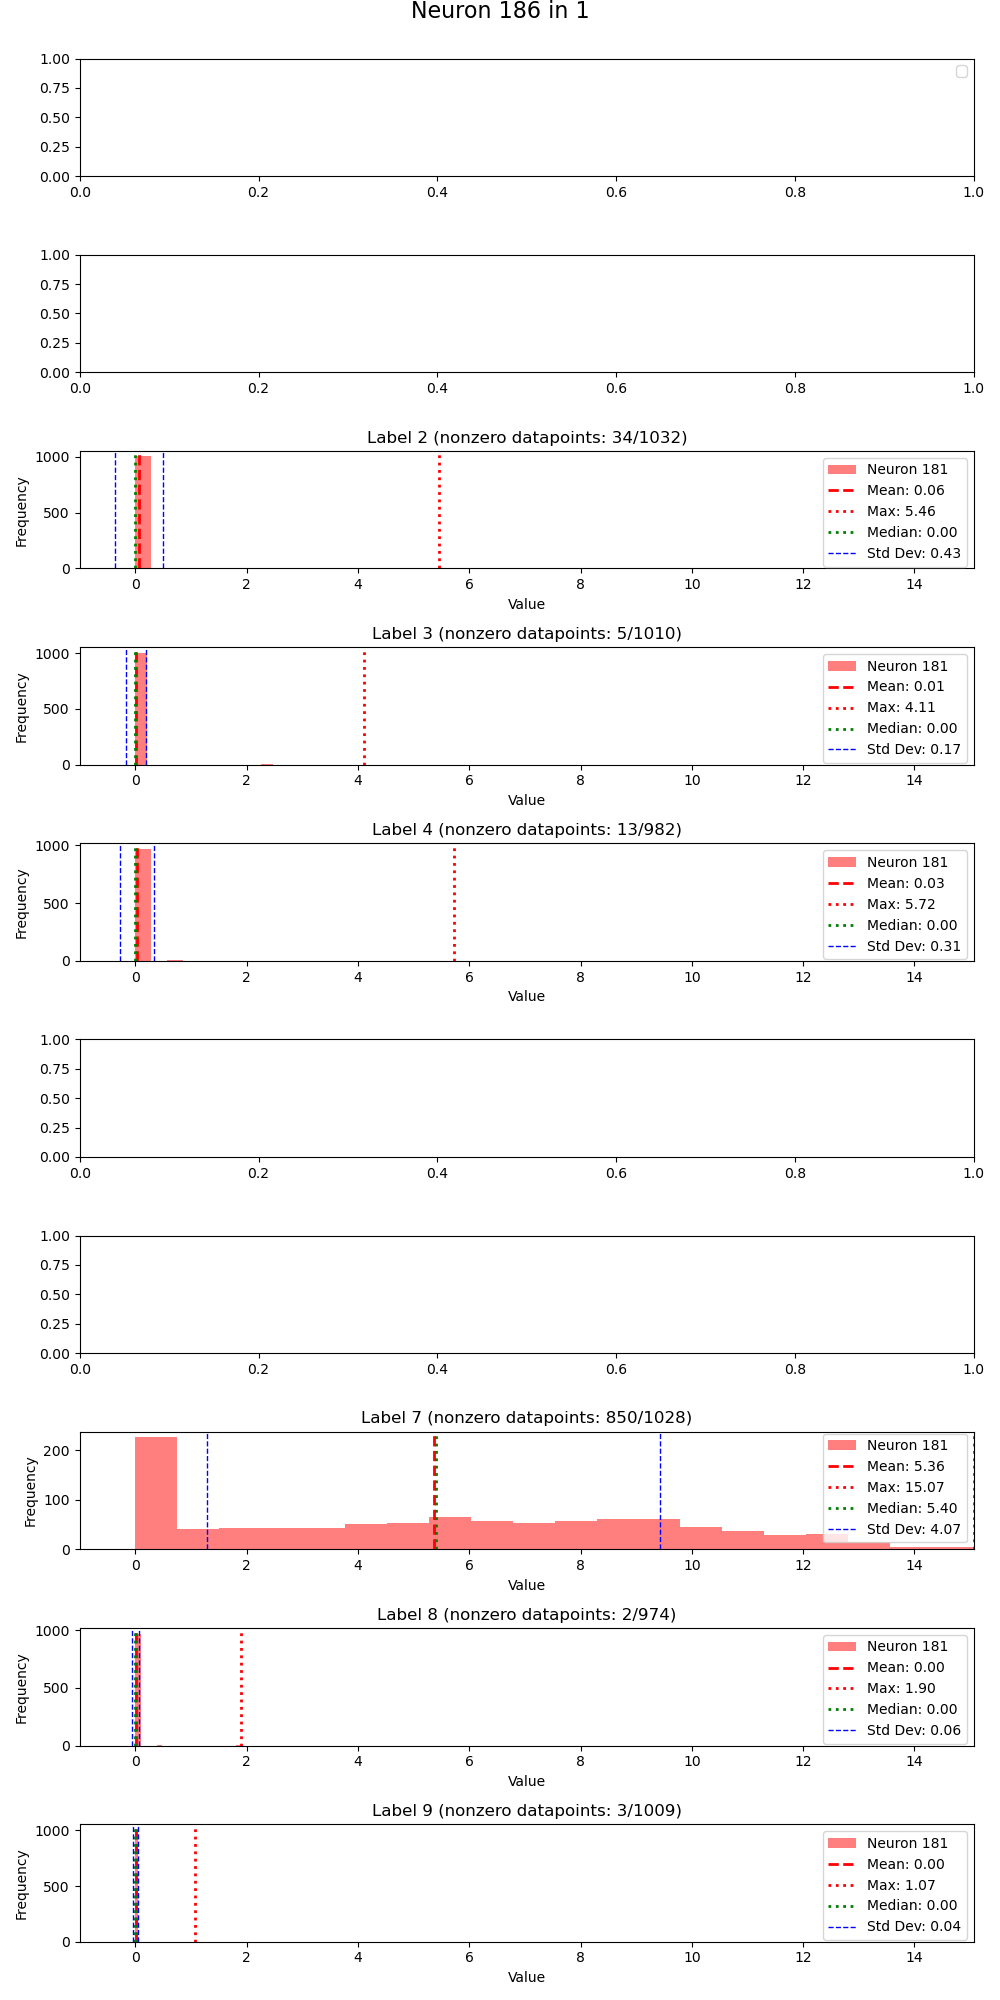 Neuron 186 in 1
1.00
0.75
0.50
0.25
0.00
0.0 0.2 0.4 0.6 0.8 1.0
1.00
0.75
0.50
0.25
0.00
0.0 0.2 0.4 0.6 0.8 1.0
Label 2 (nonzero datapoints: 34/1032)
Frequency
1000
500
0
Neuron 181
Mean: 0.06
Max: 5.46
Median: 0.00
Std Dev: 0.43
0 2 4 6 8 10 12 14
Value
Label 3 (nonzero datapoints: 5/1010)
Frequency
1000
500
0
Neuron 181
Mean: 0.01
Max: 4.11
Median: 0.00
Std Dev: 0.17
0 2 4 6 8 10 12 14
Value
Label 4 (nonzero datapoints: 13/982)
Frequency
1000
500
0
Neuron 181
Mean: 0.03
Max: 5.72
Median: 0.00
Std Dev: 0.31
0 2 4 6 8 10 12 14
Value
1.00
0.75
0.50
0.25
0.00
0.0 0.2 0.4 0.6 0.8 1.0
1.00
0.75
0.50
0.25
0.00
0.0 0.2 0.4 0.6 0.8 1.0
Label 7 (nonzero datapoints: 850/1028)
Frequency
200
100
0
Neuron 181
Mean: 5.36
Max: 15.07
Median: 5.40
Std Dev: 4.07
0 2 4 6 8 10 12 14
Value
Label 8 (nonzero datapoints: 2/974)
Frequency
1000
500
0
Neuron 181
Mean: 0.00
Max: 1.90
Median: 0.00
Std Dev: 0.06
0 2 4 6 8 10 12 14
Value
Label 9 (nonzero datapoints: 3/1009)
Frequency
1000
500
0
Neuron 181
Mean: 0.00
Max: 1.07
Median: 0.00
Std Dev: 0.04
0 2 4 6 8 10 12 14
Value